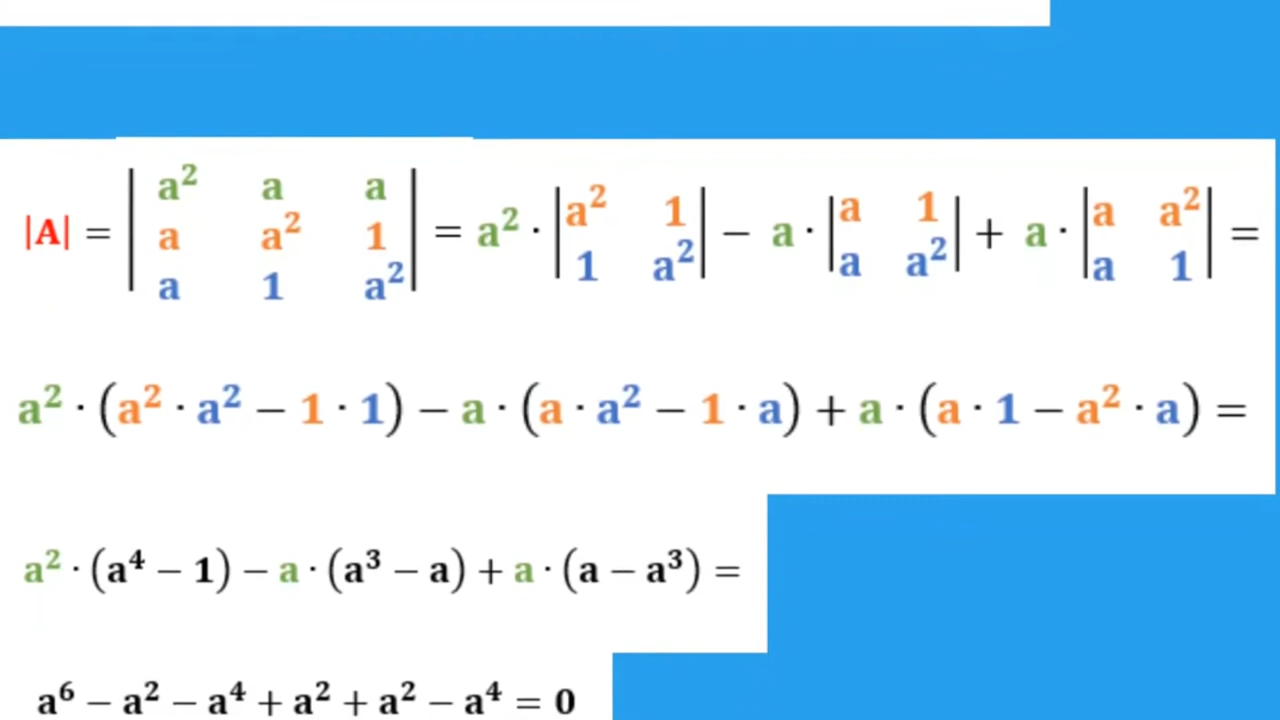 |A| = | a² a a | = a² · | a² 1 | − a · | a 1 | + a · | a a² | =
| a a² 1 | | 1 a² | | a a² | | a 1 |
| a 1 a² |
a² · (a² · a² − 1 · 1) − a · (a · a² − 1 · a) + a · (a · 1 − a² · a) =
a² · (a⁴ − 1) − a · (a³ − a) + a · (a − a³) =
a⁶ − a² − a⁴ + a² + a² − a⁴ = 0